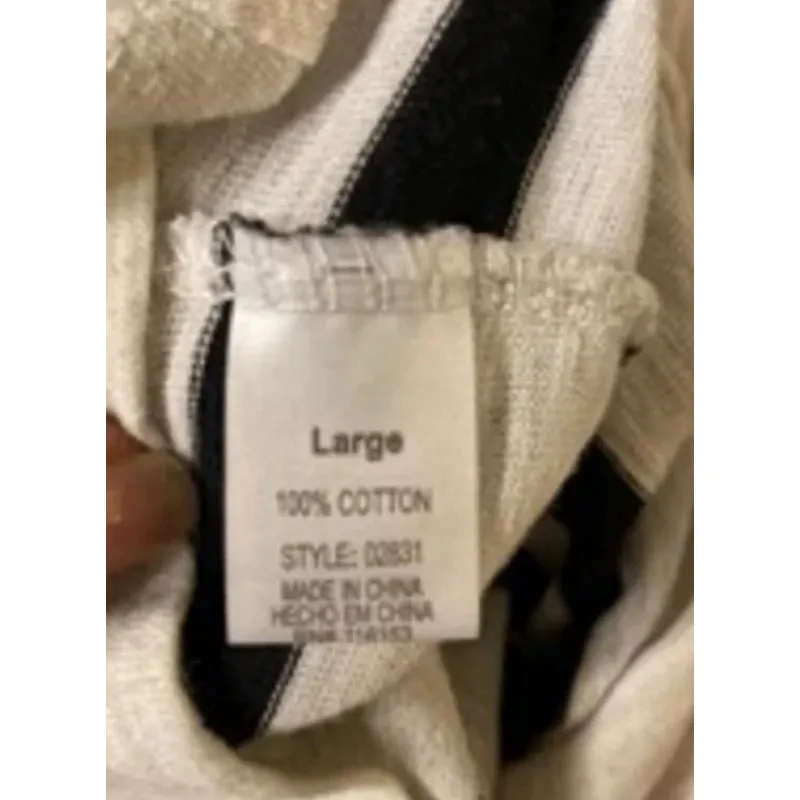 Large
100% COTTON
STYLE: 02831
MADE IN CHINA
HECHO EM CHINA